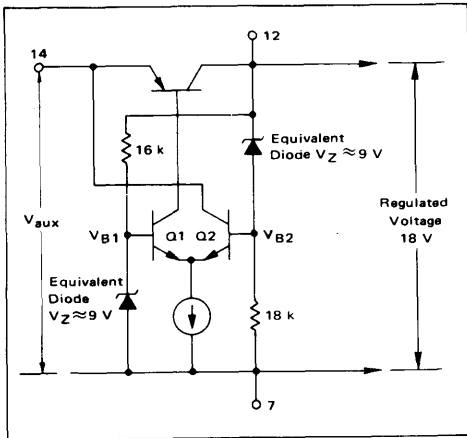 12
14
16 k
Equivalent
Diode VZ ≈ 9 V
Regulated
Voltage
18 V
Vaux
VB1
Q1
Q2
VB2
Equivalent
Diode
VZ ≈ 9 V
18 k
7